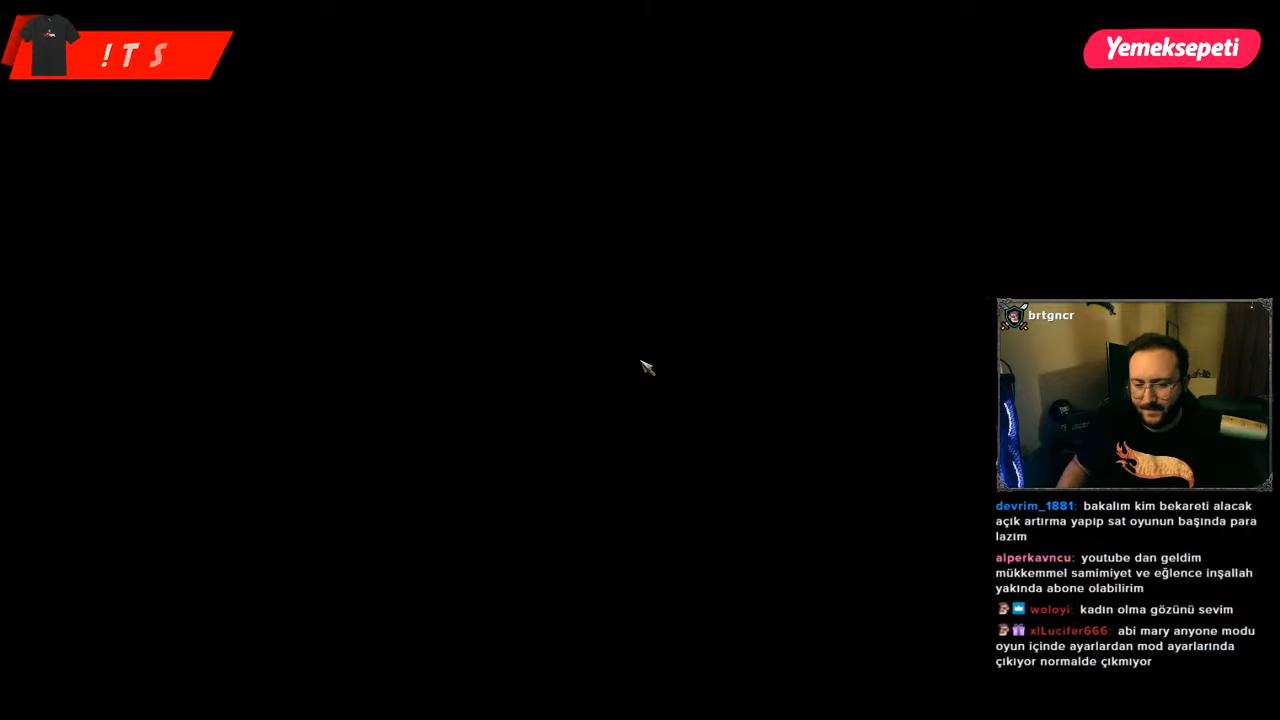 !TS
Yemeksepeti
brtgncr
devrim_1881: bakalım kim bekareti alacak
açık artırma yapıp sat oyunun başında para
lazım
alperkavncu: youtube dan geldim
mükkemmel samimiyet ve eğlence inşallah
yakında abone olabilirim
woloyi: kadın olma gözünü sevim
xlLucifer666: abi mary anyone modu
oyun içinde ayarlardan mod ayarlarında
çıkıyor normalde çıkmıyor